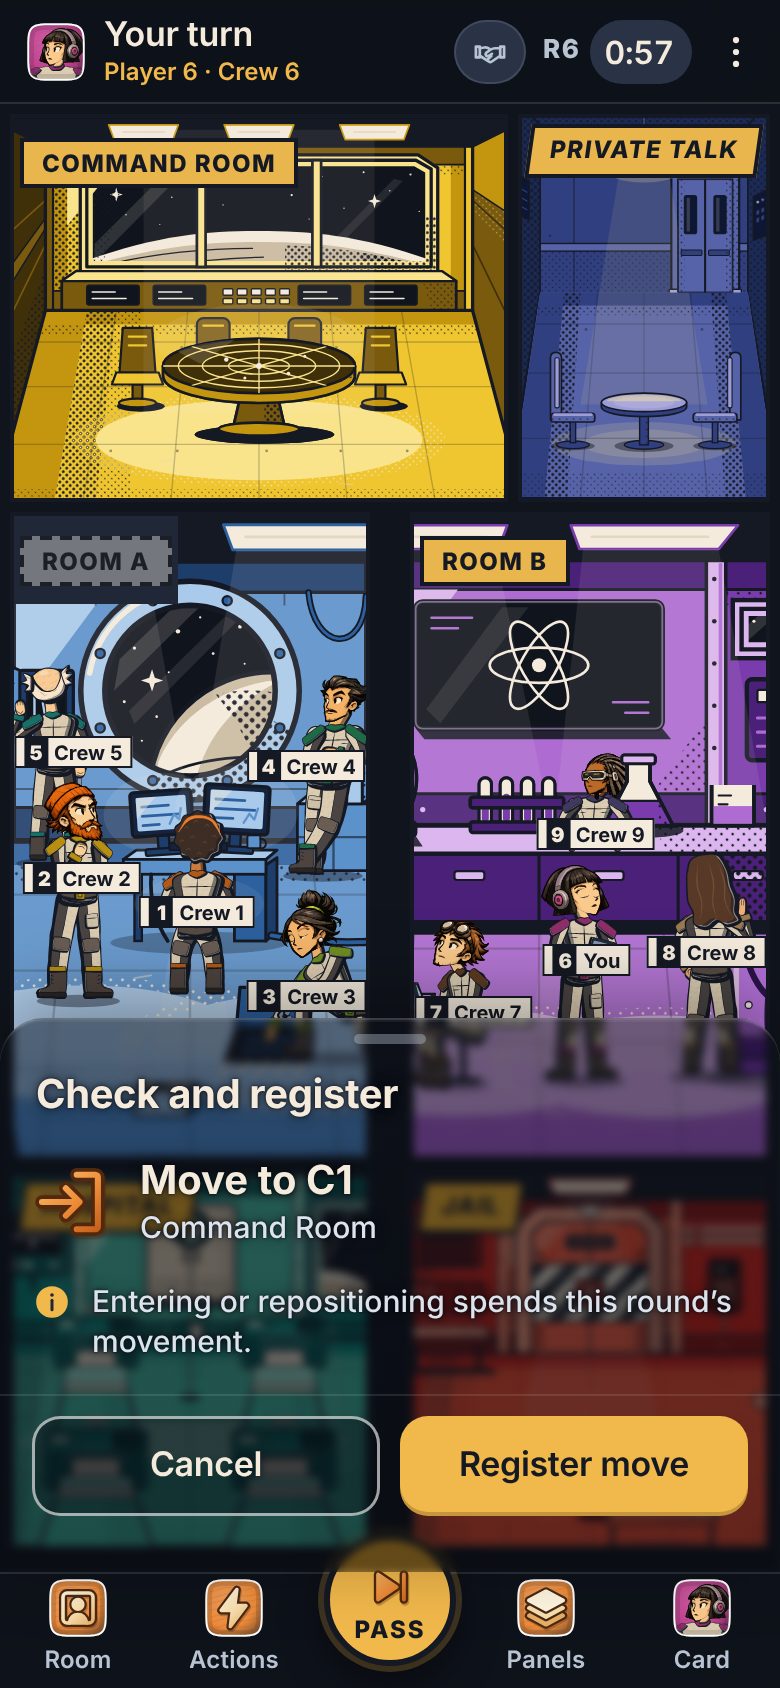 Your turn
Player 6 · Crew 6
R6
0:57
COMMAND ROOM
PRIVATE TALK
ROOM A
ROOM B
5 Crew 5
4 Crew 4
9 Crew 9
2 Crew 2
1 Crew 1
6 You
8 Crew 8
3 Crew 3
7 Crew 7
Check and register
Move to C1
Command Room
JAIL
Entering or repositioning spends this round's
movement.
Cancel
Register move
PASS
Room
Actions
Panels
Card